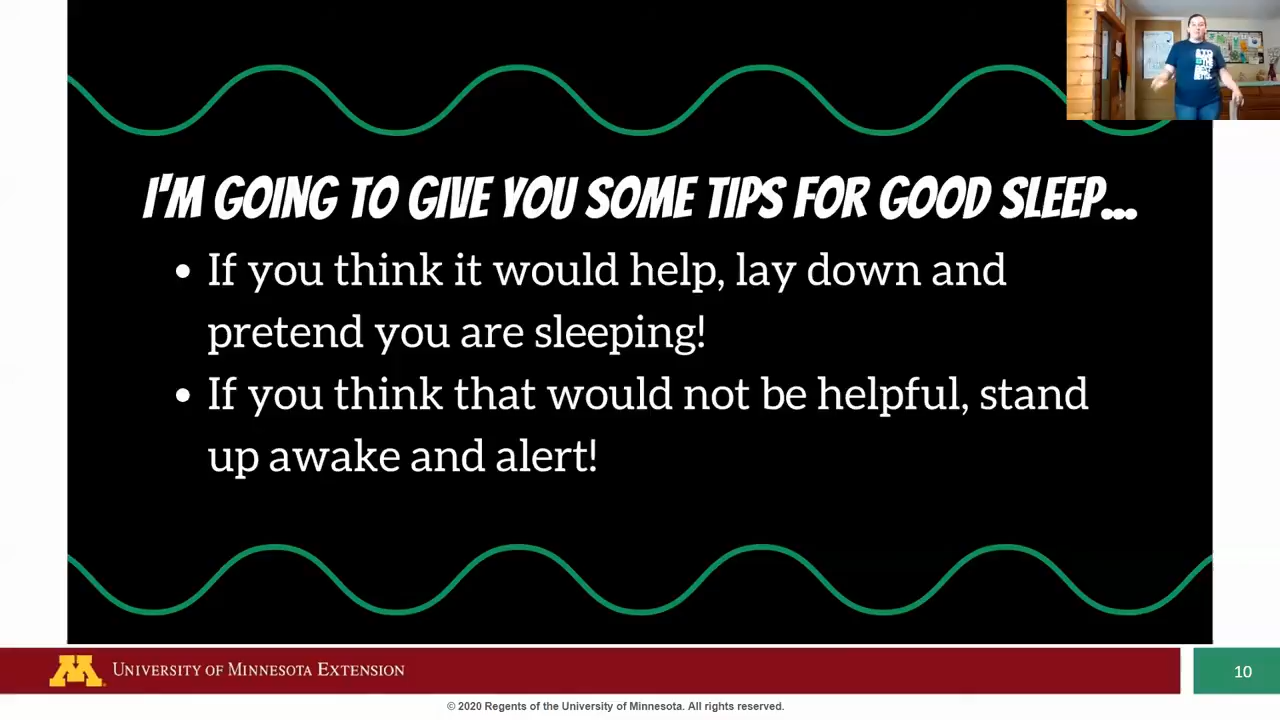 I'M GOING TO GIVE YOU SOME TIPS FOR GOOD SLEEP...
• If you think it would help, lay down and
pretend you are sleeping!
• If you think that would not be helpful, stand
up awake and alert!
UNIVERSITY OF MINNESOTA EXTENSION
10
© 2020 Regents of the University of Minnesota. All rights reserved.